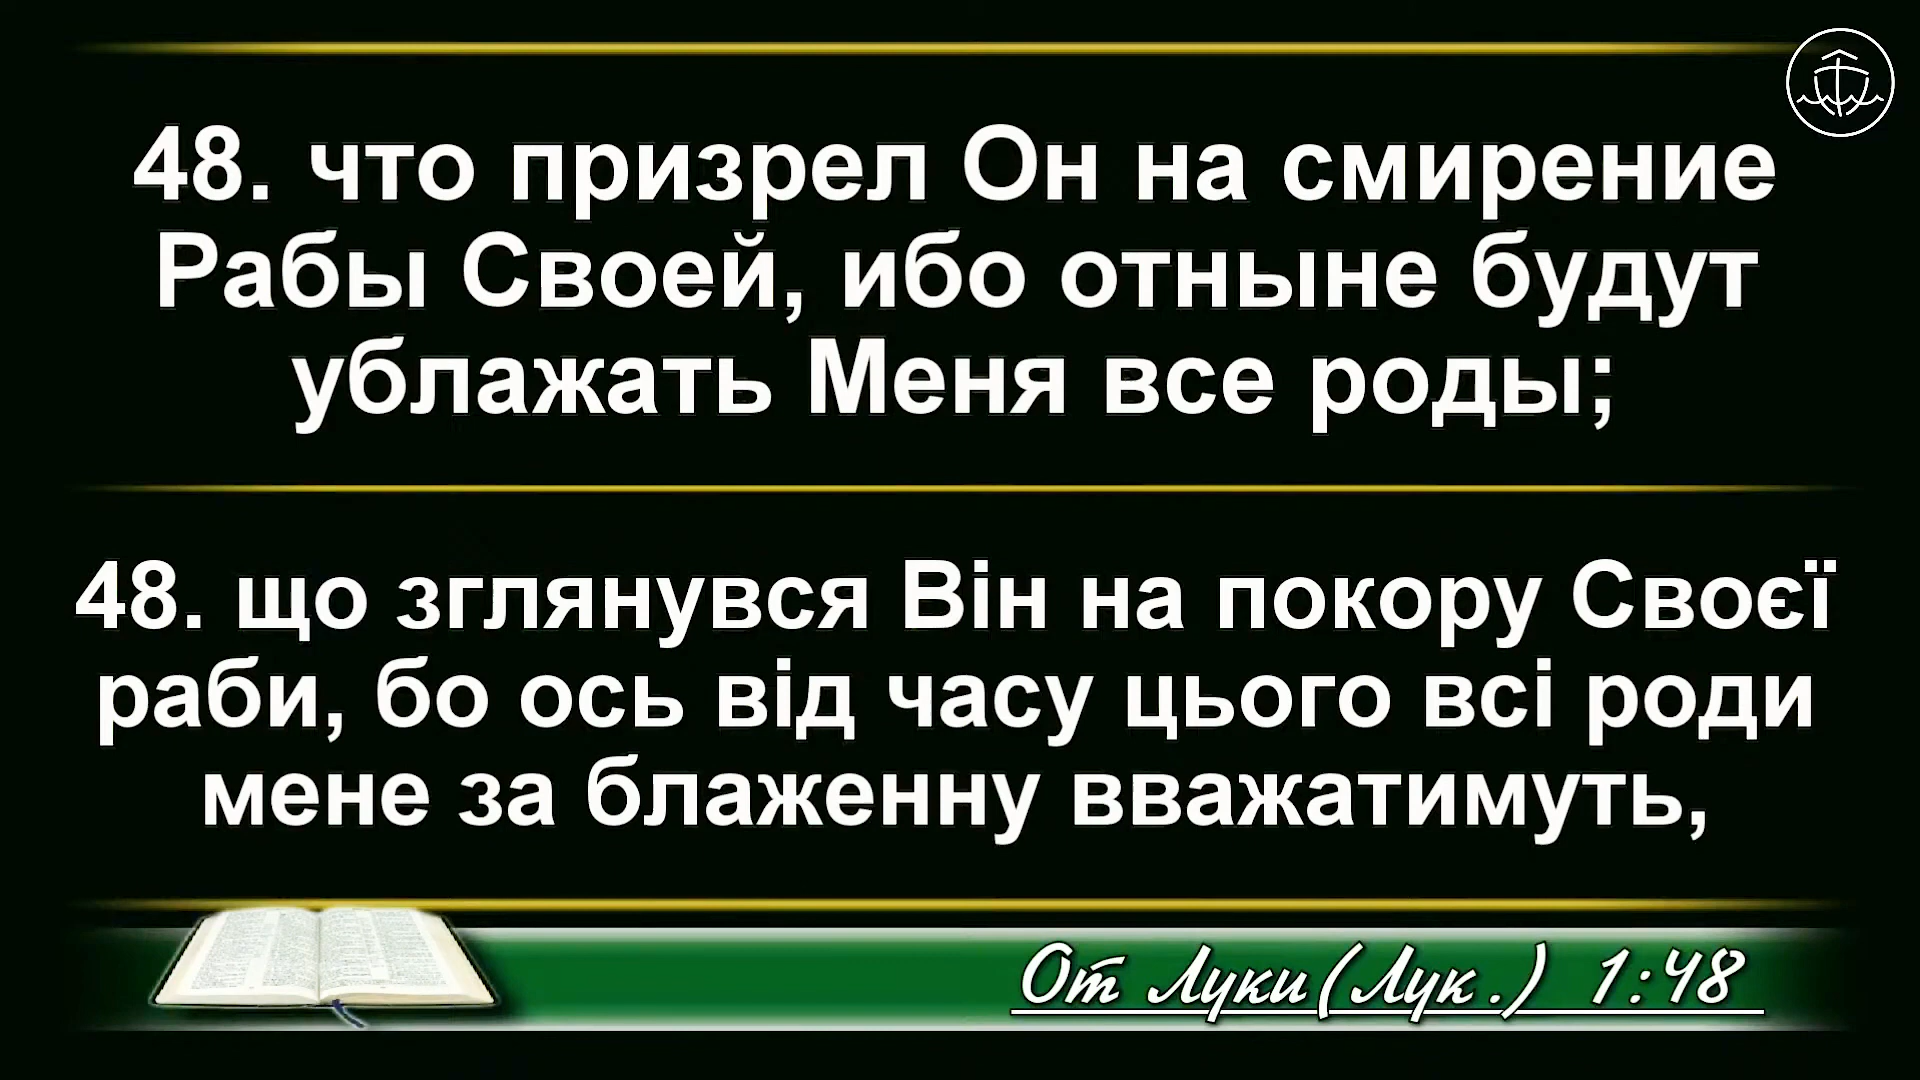 48. что призрел Он на смирение
Рабы Своей, ибо отныне будут
ублажать Меня все роды;
48. що зглянувся Він на покору Своєї
раби, бо ось від часу цього всі роди
мене за блаженну вважатимуть,
От Луки(Лук.) 1:48